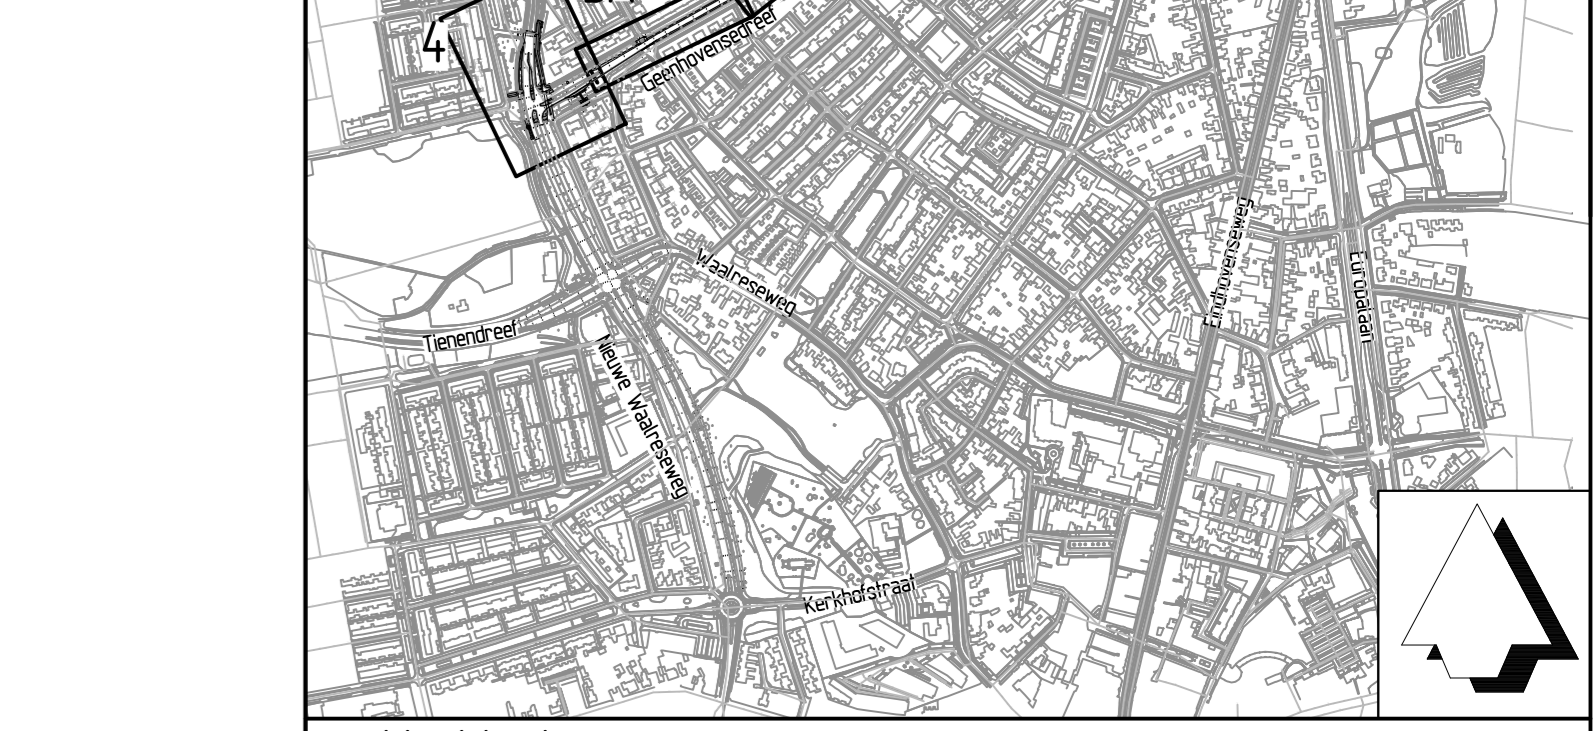 4
Geenhovensedreef
Waalreseweg
Eindhovenseweg
Europalaan
Tienendreef
Nieuwe Waalreseweg
Kerkhofstraat